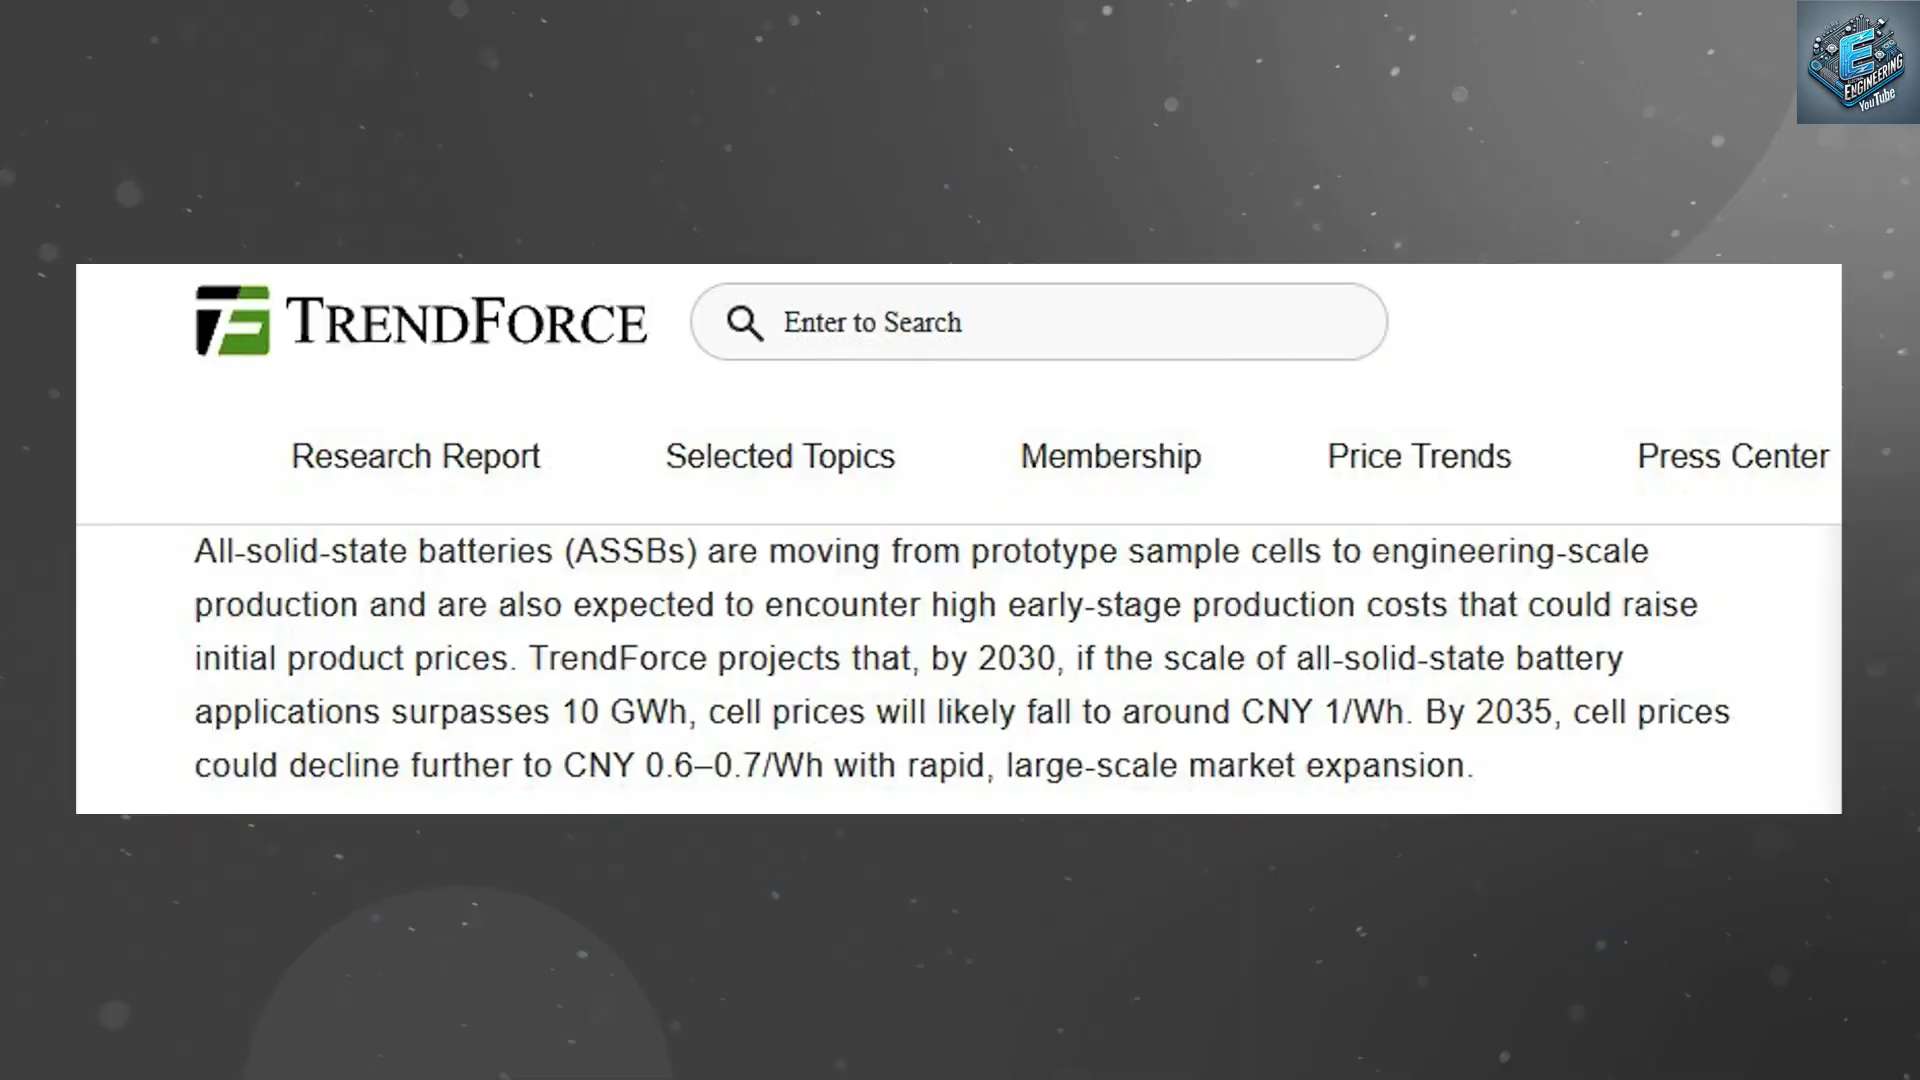 E
ENGINEERING
YouTube
TRENDFORCE
Enter to Search
Research Report
Selected Topics
Membership
Price Trends
Press Center
All-solid-state batteries (ASSBs) are moving from prototype sample cells to engineering-scale
production and are also expected to encounter high early-stage production costs that could raise
initial product prices. TrendForce projects that, by 2030, if the scale of all-solid-state battery
applications surpasses 10 GWh, cell prices will likely fall to around CNY 1/Wh. By 2035, cell prices
could decline further to CNY 0.6–0.7/Wh with rapid, large-scale market expansion.